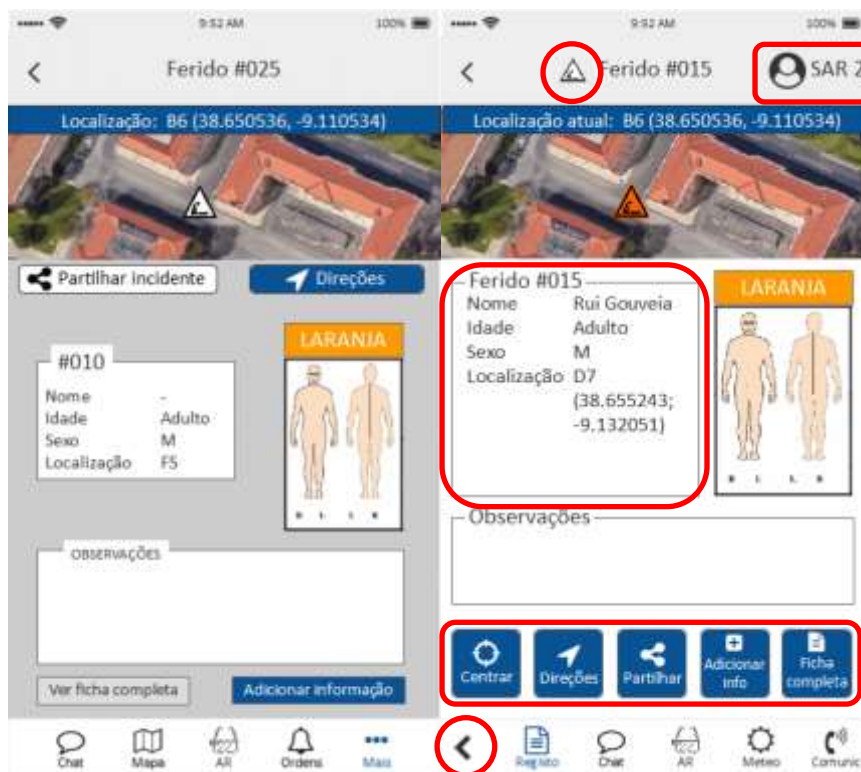 9:52 AM 100%
Ferido #025
Localização: B6 (38.650536, -9.110534)
Partilhar incidente
Direções
LARANJA
#010
Nome -
Idade Adulto
Sexo M
Localização F5
OBSERVAÇÕES
Ver ficha completa
Adicionar informação
Chat
Mapa
AR
Ordens
Mais
9:52 AM 100%
Ferido #015
SAR 2
Localização atual: B6 (38.650536, -9.110534)
Ferido #015
Nome Rui Gouveia
Idade Adulto
Sexo M
Localização D7
(38.655243;
-9.132051)
LARANJA
Observações
Centrar
Direções
Partilhar
Adicionar
info
Ficha
completa
Registo
Chat
AR
Meteo
Comunic